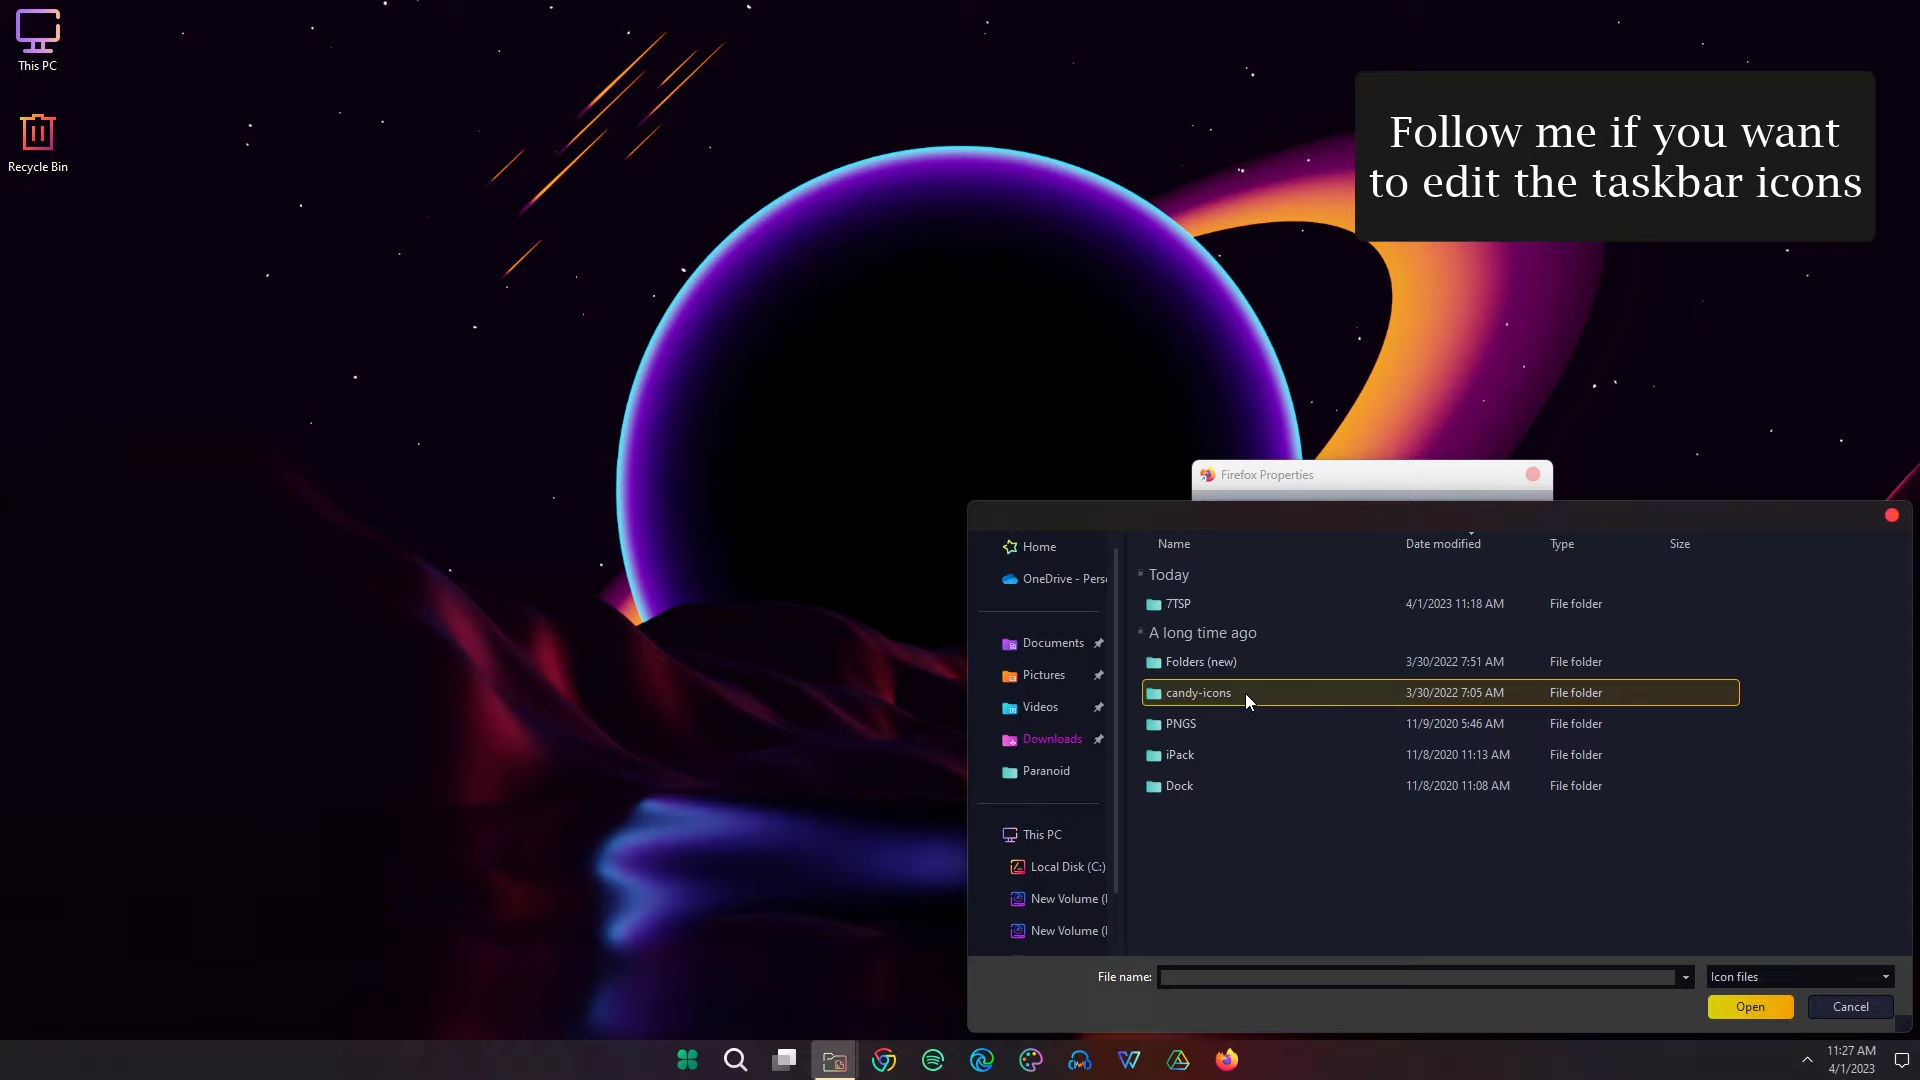 This PC
Recycle Bin
Follow me if you want
to edit the taskbar icons
Firefox Properties
Home
OneDrive - Perso
Documents
Pictures
Videos
Downloads
Paranoid
This PC
Local Disk (C:)
New Volume (
New Volume (
Name Date modified Type Size
Today
7TSP 4/1/2023 11:18 AM File folder
A long time ago
Folders (new) 3/30/2022 7:51 AM File folder
candy-icons 3/30/2022 7:05 AM File folder
PNGS 11/9/2020 5:46 AM File folder
iPack 11/8/2020 11:13 AM File folder
Dock 11/8/2020 11:08 AM File folder
File name: Icon files
Open Cancel
11:27 AM
4/1/2023